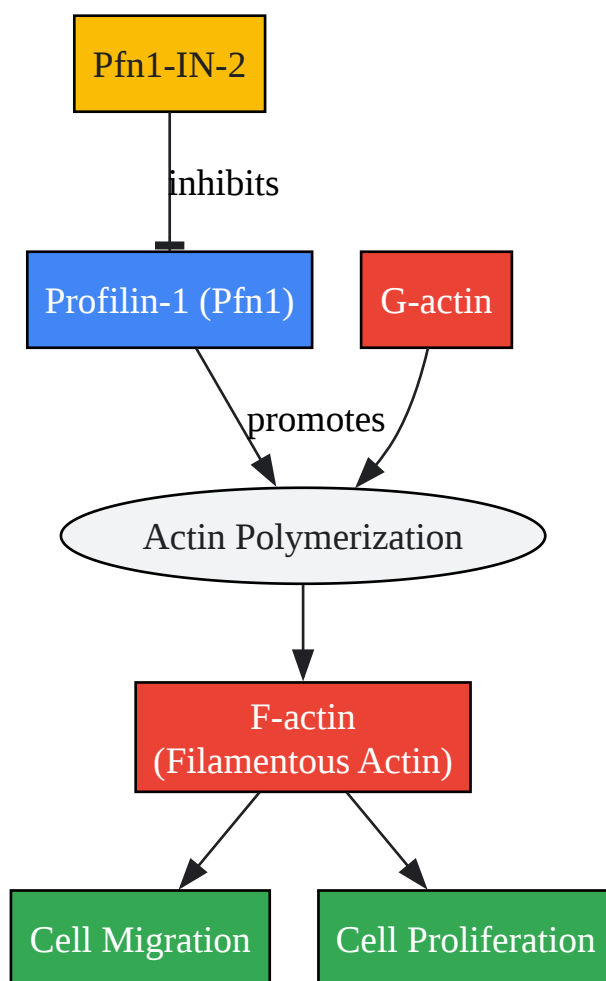 Pfn1-IN-2
inhibits
Profilin-1 (Pfn1)
G-actin
promotes
Actin Polymerization
F-actin
(Filamentous Actin)
Cell Migration
Cell Proliferation